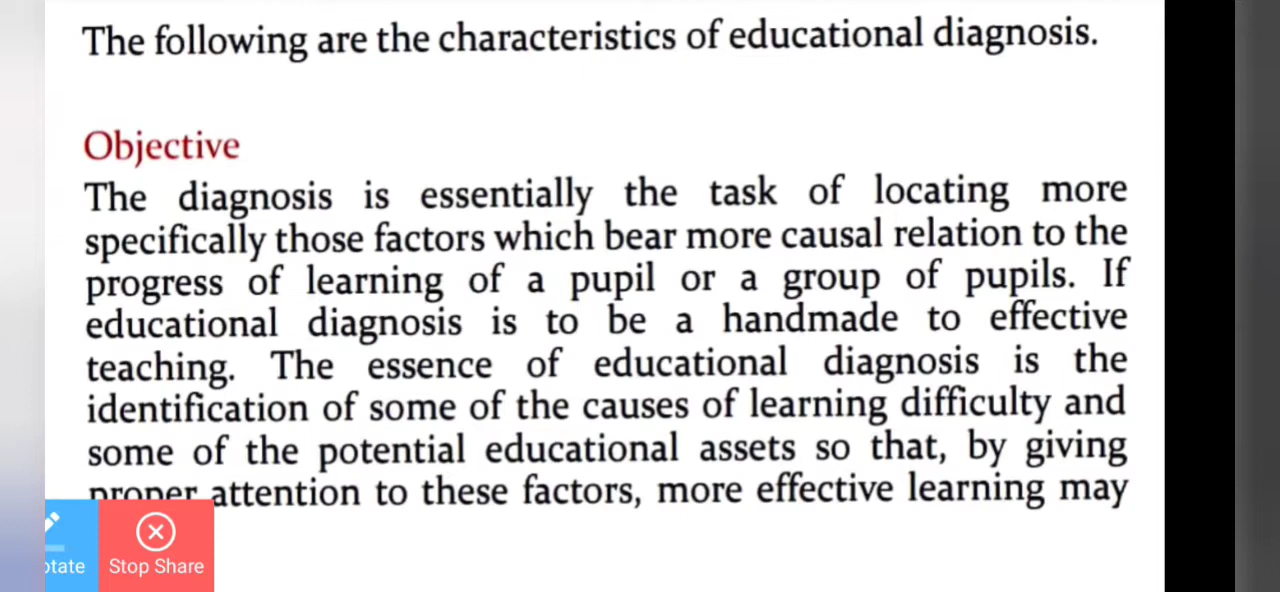 The following are the characteristics of educational diagnosis.
Objective
The diagnosis is essentially the task of locating more
specifically those factors which bear more causal relation to the
progress of learning of a pupil or a group of pupils. If
educational diagnosis is to be a handmade to effective
teaching. The essence of educational diagnosis is the
identification of some of the causes of learning difficulty and
some of the potential educational assets so that, by giving
proper attention to these factors, more effective learning may
otate Stop Share